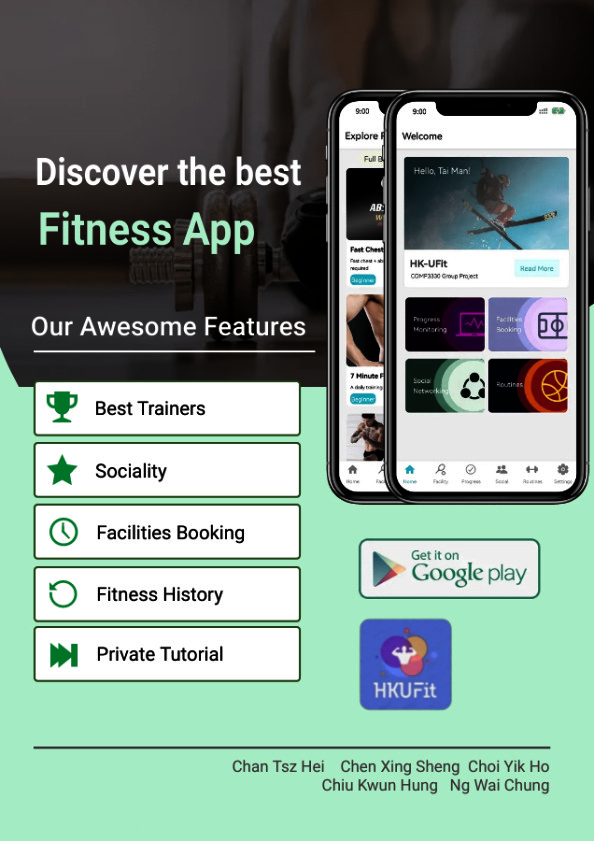 Discover the best
Fitness App
Our Awesome Features
Best Trainers
Sociality
Facilities Booking
Fitness History
Private Tutorial
9:00
Explore
Full
Fast Chest
Fast chest + ab
required
Beginner
7 Minute F
A daily training
Beginner
Home
9:00
Welcome
Hello, Tai Man!
HK-UFit
COMP3330 Group Project
Read More
Progress
Monitoring
Facilities
Booking
Social
Networking
Routines
Home Facility Progress Social Routines Settings
Get it on
Google play
HKUFit
Chan Tsz Hei Chen Xing Sheng Choi Yik Ho
Chiu Kwun Hung Ng Wai Chung